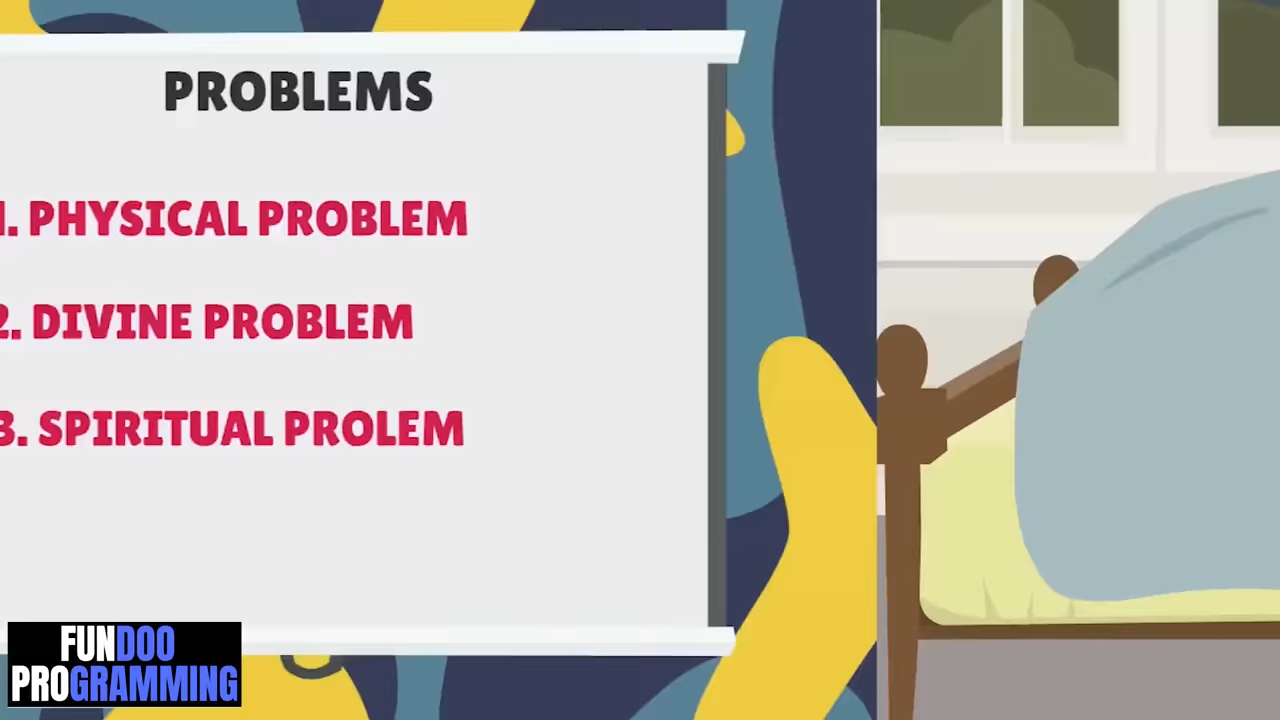 PROBLEMS
1. PHYSICAL PROBLEM
2. DIVINE PROBLEM
3. SPIRITUAL PROLEM
FUNDOO
PROGRAMMING